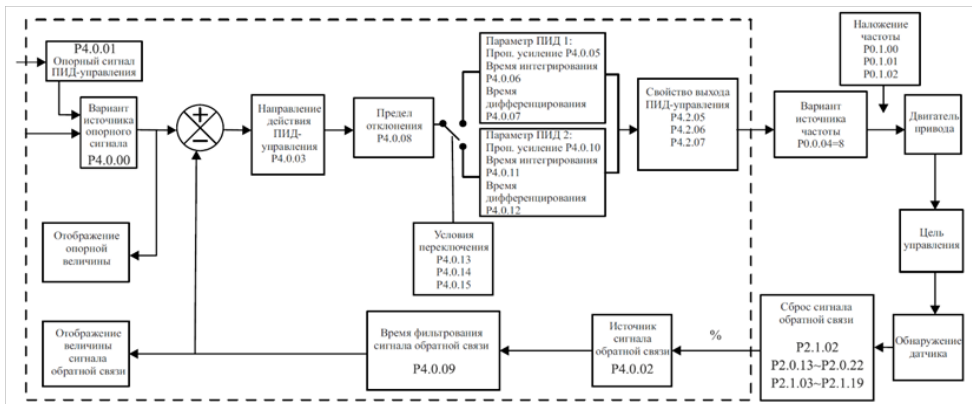 P4.0.01
Опорный сигнал
ПИД-управления
Вариант
источника
опорного
сигнала
P4.0.00
+
−
Направление
действия
ПИД-
управления
P4.0.03
Предел
отклонения
P4.0.08
Параметр ПИД 1:
Проп. усиление P4.0.05
Время интегрирования
P4.0.06
Время
дифференцирования
P4.0.07
Параметр ПИД 2:
Проп. усиление P4.0.10
Время интегрирования
P4.0.11
Время
дифференцирования
P4.0.12
Свойство выхода
ПИД-управления
P4.2.05
P4.2.06
P4.2.07
Наложение
частоты
P0.1.00
P0.1.01
P0.1.02
Вариант
источника
частоты
P0.0.04=8
Двигатель
привода
Отображение
опорной
величины
Условия
переключения
P4.0.13
P4.0.14
P4.0.15
Цель
управления
Отображение
величины
сигнала
обратной связи
Время фильтрования
сигнала обратной связи
P4.0.09
Источник
сигнала
обратной связи
P4.0.02
%
Сброс сигнала
обратной связи
P2.1.02
P2.0.13~P2.0.22
P2.1.03~P2.1.19
Обнаружение
датчика